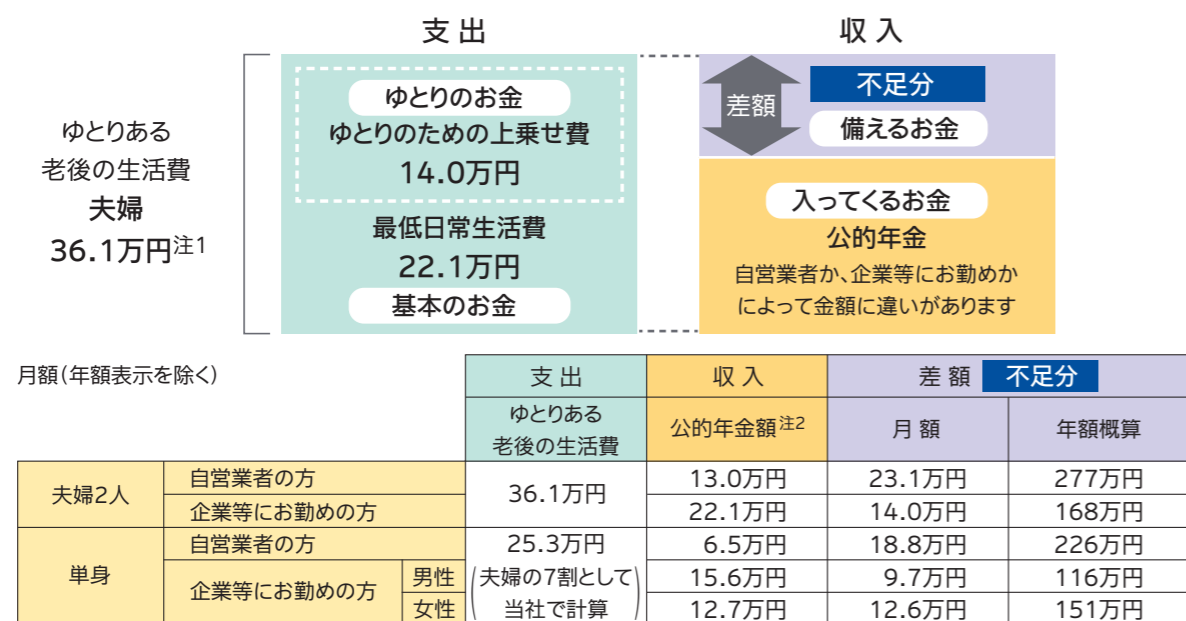 支出
収入
ゆとりある
老後の生活費
夫婦
36.1万円注1
ゆとりのお金
ゆとりのための上乗せ費
14.0万円
最低日常生活費
22.1万円
基本のお金
差額
不足分
備えるお金
入ってくるお金
公的年金
自営業者か、企業等にお勤めか
によって金額に違いがあります
月額(年額表示を除く)
支出
収入
差額 不足分
ゆとりある
老後の生活費
公的年金額注2
月額
年額概算
夫婦2人
自営業者の方
36.1万円
13.0万円
23.1万円
277万円
企業等にお勤めの方
22.1万円
14.0万円
168万円
単身
自営業者の方
25.3万円
(夫婦の7割として
当社で計算)
6.5万円
18.8万円
226万円
企業等にお勤めの方
男性
15.6万円
9.7万円
116万円
女性
12.7万円
12.6万円
151万円